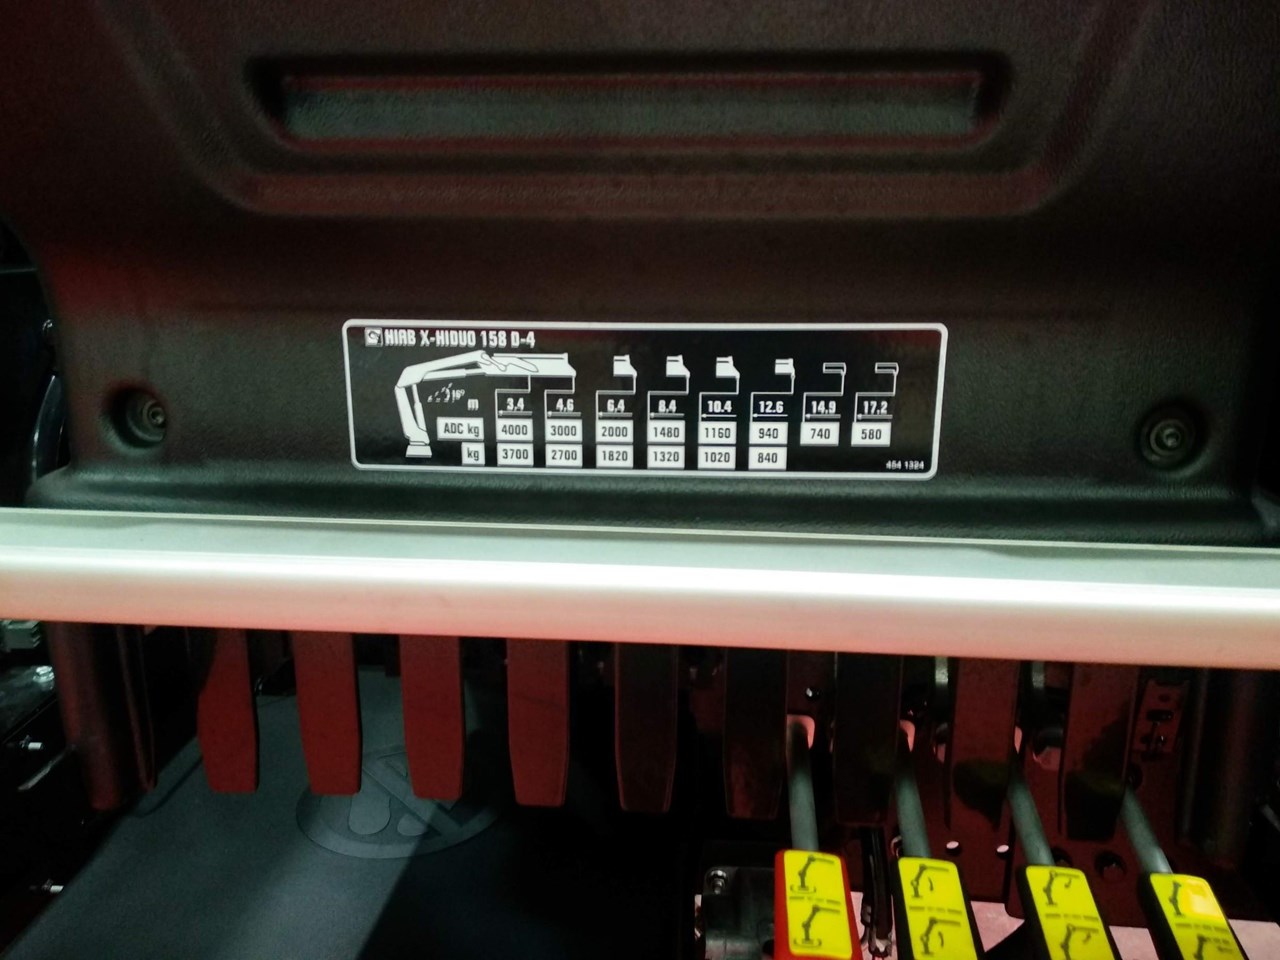 HIAB X-HIDUO 158 D-4
16°
m 3,4 4,6 6,4 8,4 10.4 12.6 14,9 17.2
ADC kg 4000 3000 2000 1480 1160 940 740 580
kg 3700 2700 1820 1320 1020 840
454 1324